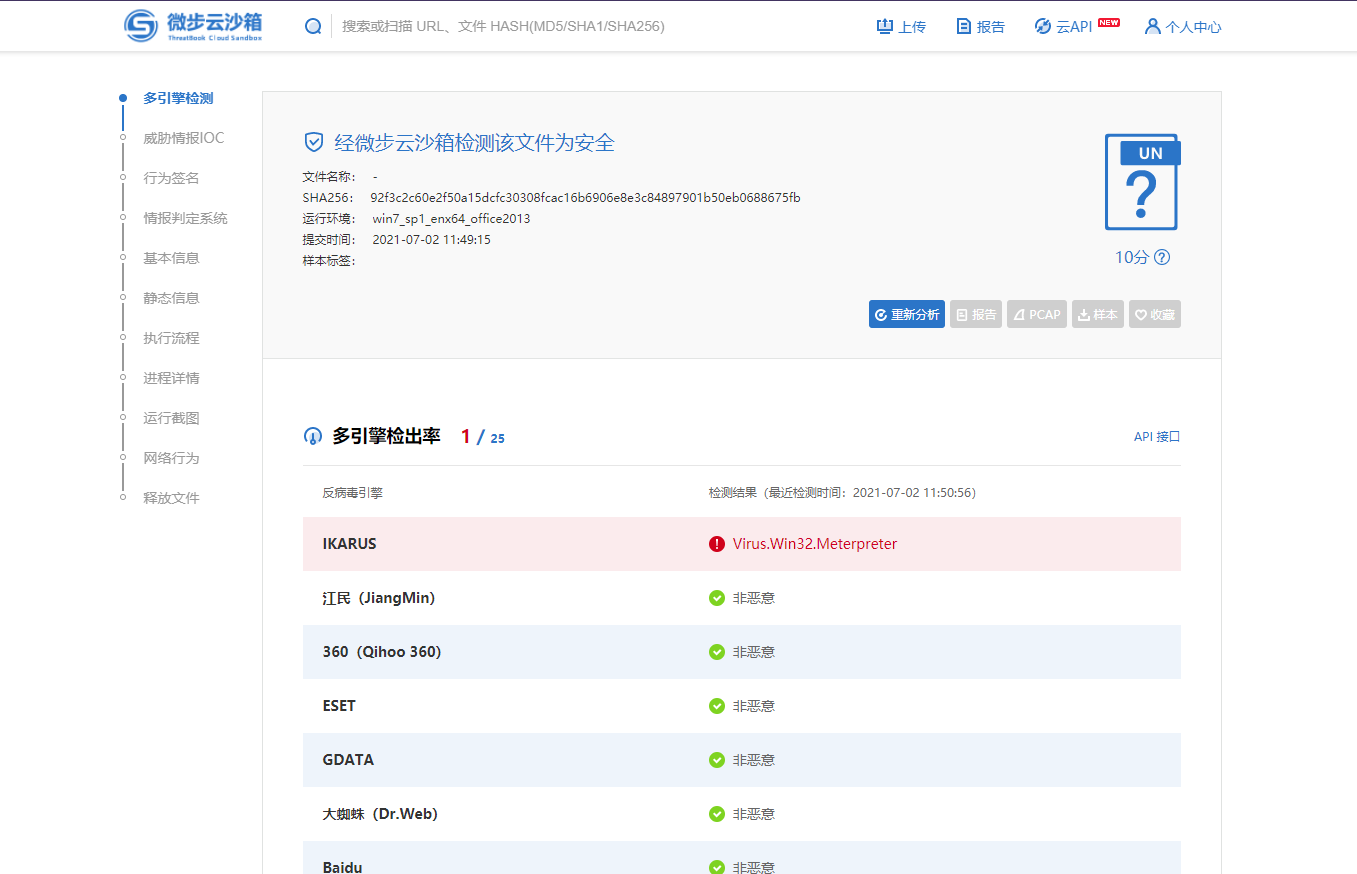 微步云沙箱
ThreatBook Cloud Sandbox
搜索或扫描 URL、文件 HASH(MD5/SHA1/SHA256)
上传
报告
云API NEW
个人中心
多引擎检测
威胁情报IOC
行为签名
情报判定系统
基本信息
静态信息
执行流程
进程详情
运行截图
网络行为
释放文件
经微步云沙箱检测该文件为安全
文件名称： -
SHA256： 92f3c2c60e2f50a15dcfc30308fcac16b6906e8e3c84897901b50eb0688675fb
运行环境： win7_sp1_enx64_office2013
提交时间： 2021-07-02 11:49:15
样本标签：
UN
?
10分 ?
重新分析
报告
PCAP
样本
收藏
多引擎检出率 1 / 25
API 接口
反病毒引擎 检测结果（最近检测时间：2021-07-02 11:50:56）
IKARUS Virus.Win32.Meterpreter
江民（JiangMin） 非恶意
360（Qihoo 360） 非恶意
ESET 非恶意
GDATA 非恶意
大蜘蛛（Dr.Web） 非恶意
Baidu 非恶意